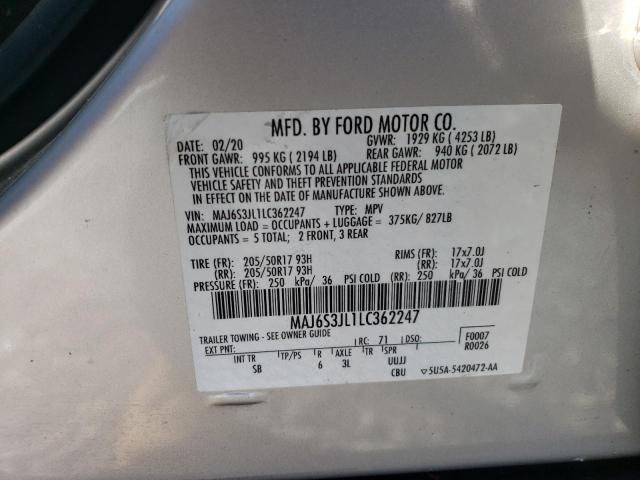 MFD. BY FORD MOTOR CO.
DATE: 02/20 GVWR: 1929 KG ( 4253 LB)
FRONT GAWR: 995 KG ( 2194 LB) REAR GAWR: 940 KG ( 2072 LB)
THIS VEHICLE CONFORMS TO ALL APPLICABLE FEDERAL MOTOR
VEHICLE SAFETY AND THEFT PREVENTION STANDARDS
IN EFFECT ON THE DATE OF MANUFACTURE SHOWN ABOVE.
VIN: MAJ6S3JL1LC362247 TYPE: MPV
MAXIMUM LOAD = OCCUPANTS + LUGGAGE = 375KG/ 827LB
OCCUPANTS = 5 TOTAL; 2 FRONT, 3 REAR
TIRE (FR): 205/50R17 93H RIMS (FR): 17x7.0J
(RR): 205/50R17 93H (RR): 17x7.0J
PRESSURE (FR): 250 kPa/ 36 PSI COLD (RR): 250 kPa/ 36 PSI COLD
MAJ6S3JL1LC362247
TRAILER TOWING - SEE OWNER GUIDE
EXT PNT: RC: 71 DSO: F0007
R0026
INT TR TP/PS R AXLE TR SPR
SB 6 3L UUJJ
CBU 5U5A-5420472-AA